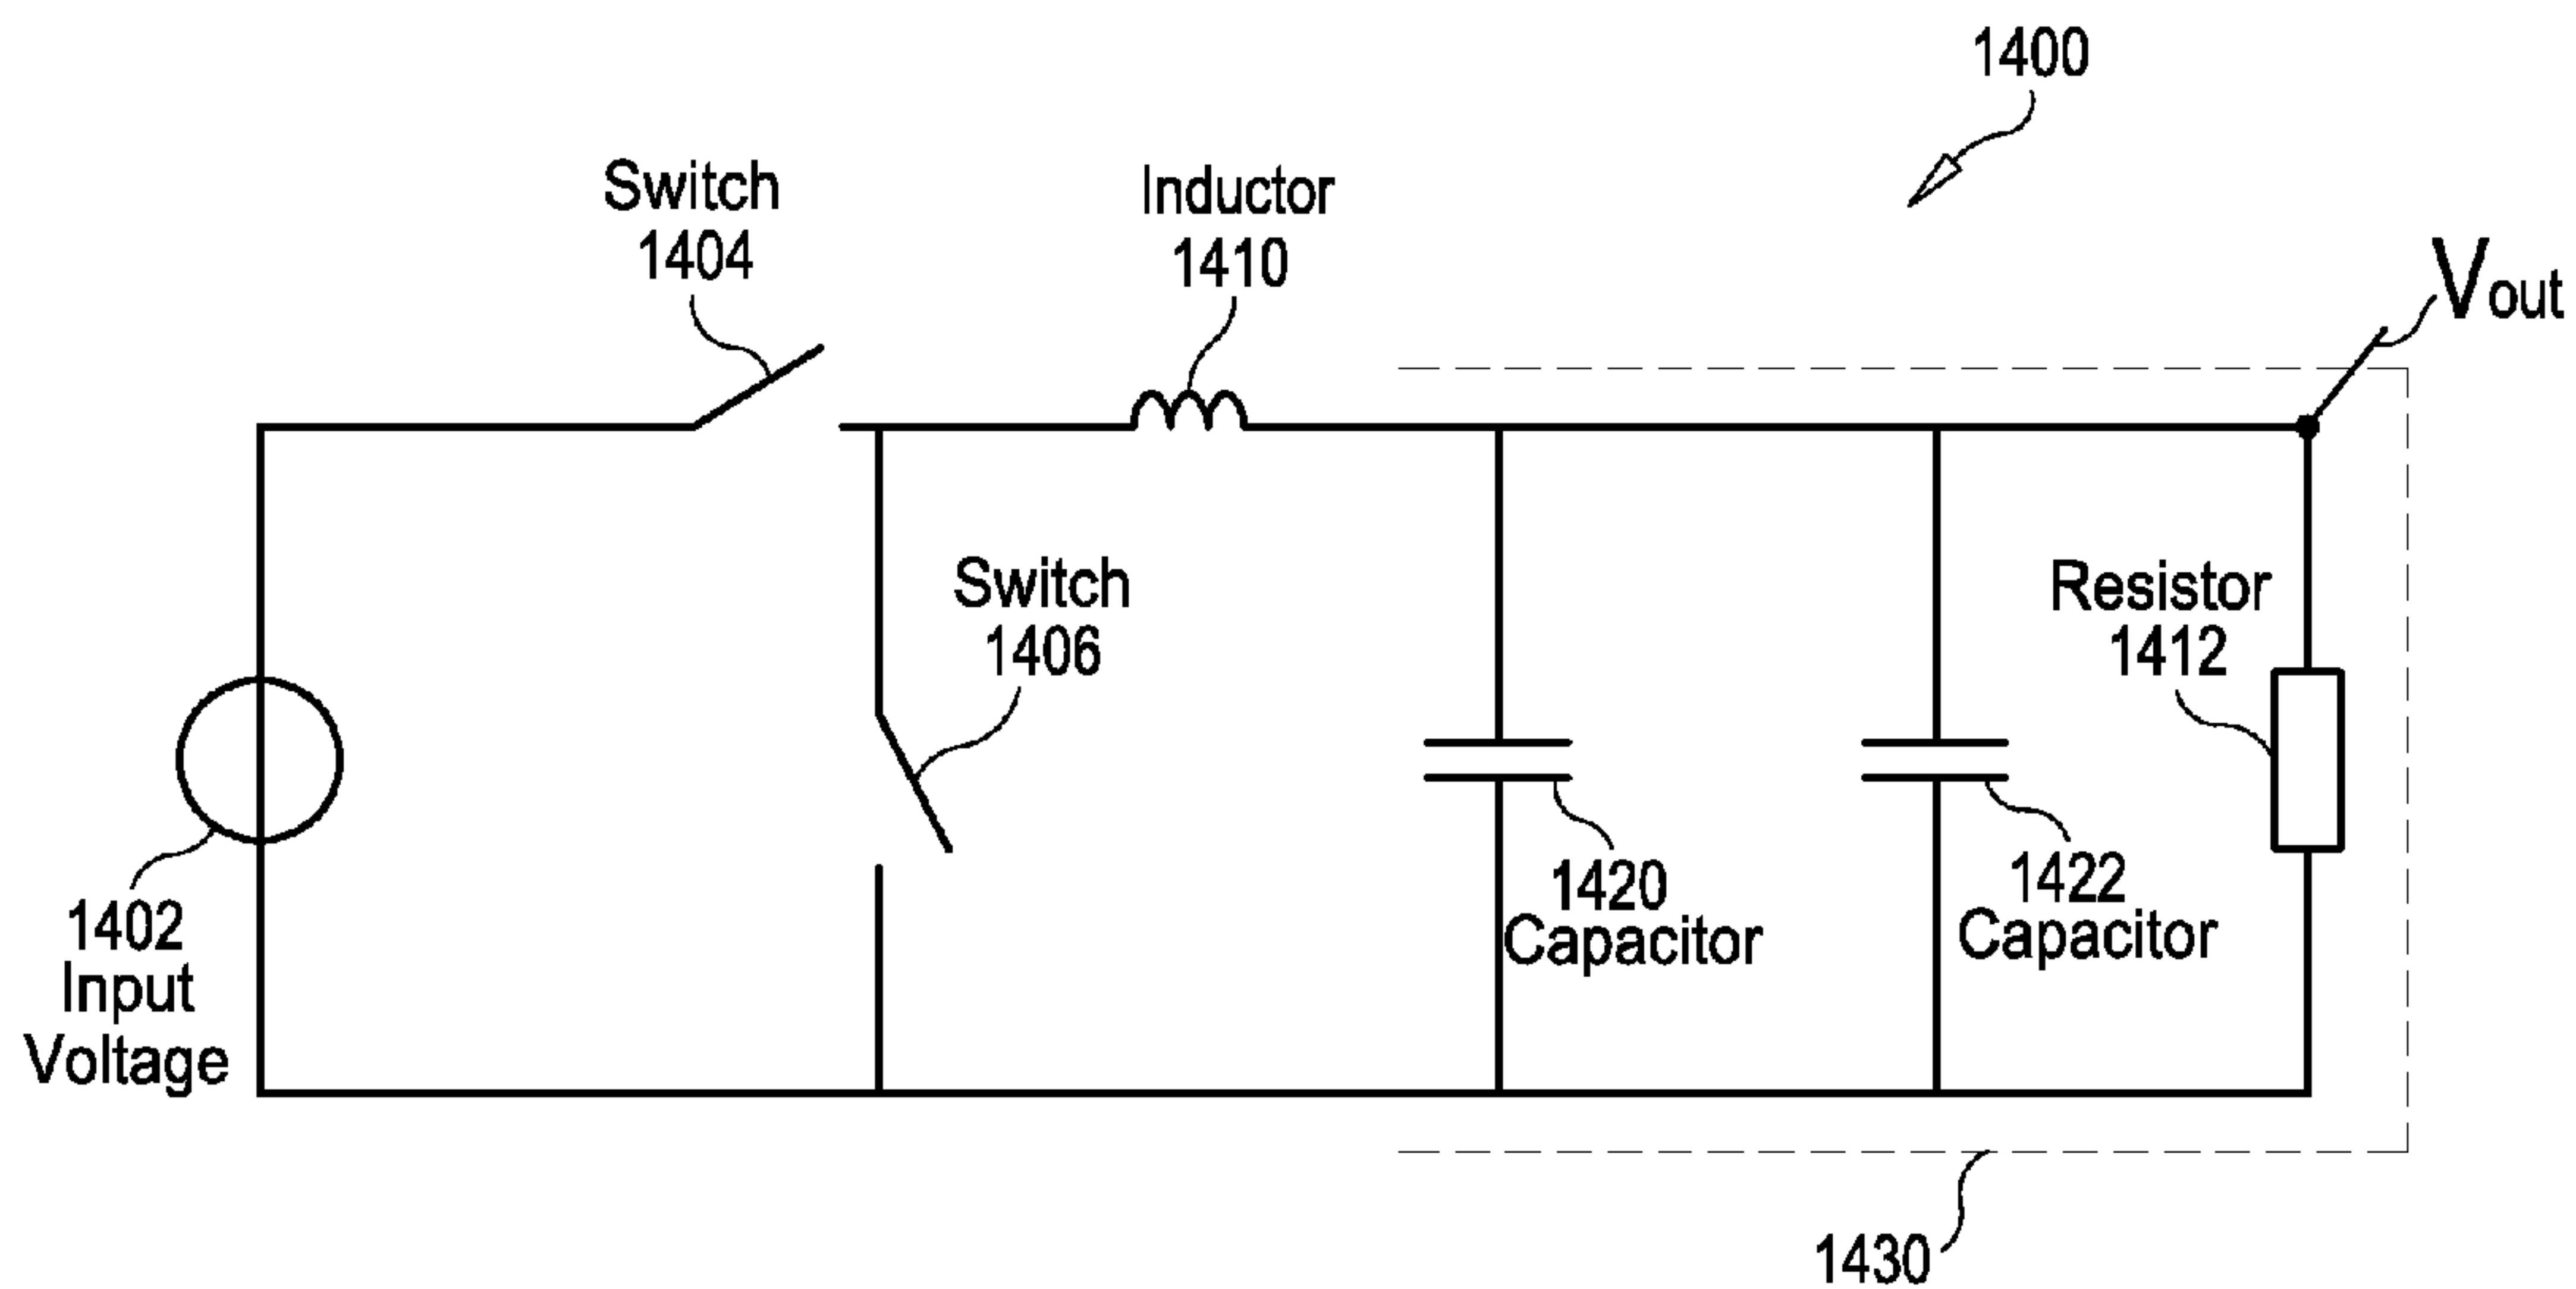 1400
Switch
1404
Inductor
1410
Vout
Switch
1406
Resistor
1412
1402
Input
Voltage
1420
Capacitor
1422
Capacitor
1430